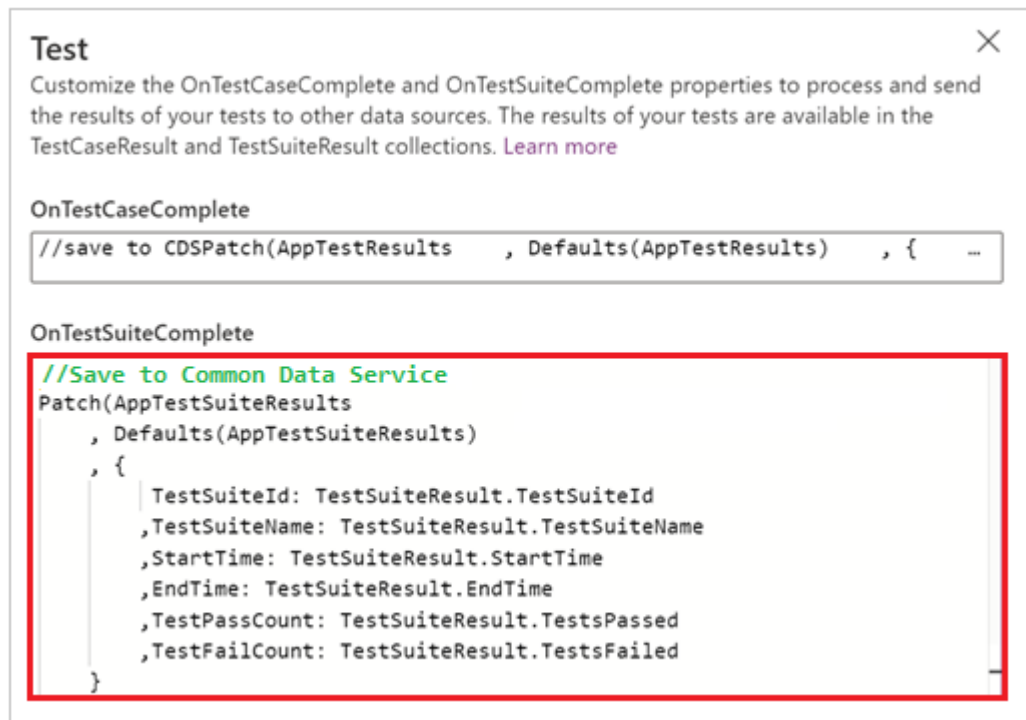 Test
Customize the OnTestCaseComplete and OnTestSuiteComplete properties to process and send
the results of your tests to other data sources. The results of your tests are available in the
TestCaseResult and TestSuiteResult collections. Learn more
OnTestCaseComplete
//save to CDSPatch(AppTestResults    , Defaults(AppTestResults)    , {    ...
OnTestSuiteComplete
//Save to Common Data Service
Patch(AppTestSuiteResults
    , Defaults(AppTestSuiteResults)
    , {
         TestSuiteId: TestSuiteResult.TestSuiteId
        ,TestSuiteName: TestSuiteResult.TestSuiteName
        ,StartTime: TestSuiteResult.StartTime
        ,EndTime: TestSuiteResult.EndTime
        ,TestPassCount: TestSuiteResult.TestsPassed
        ,TestFailCount: TestSuiteResult.TestsFailed
    }